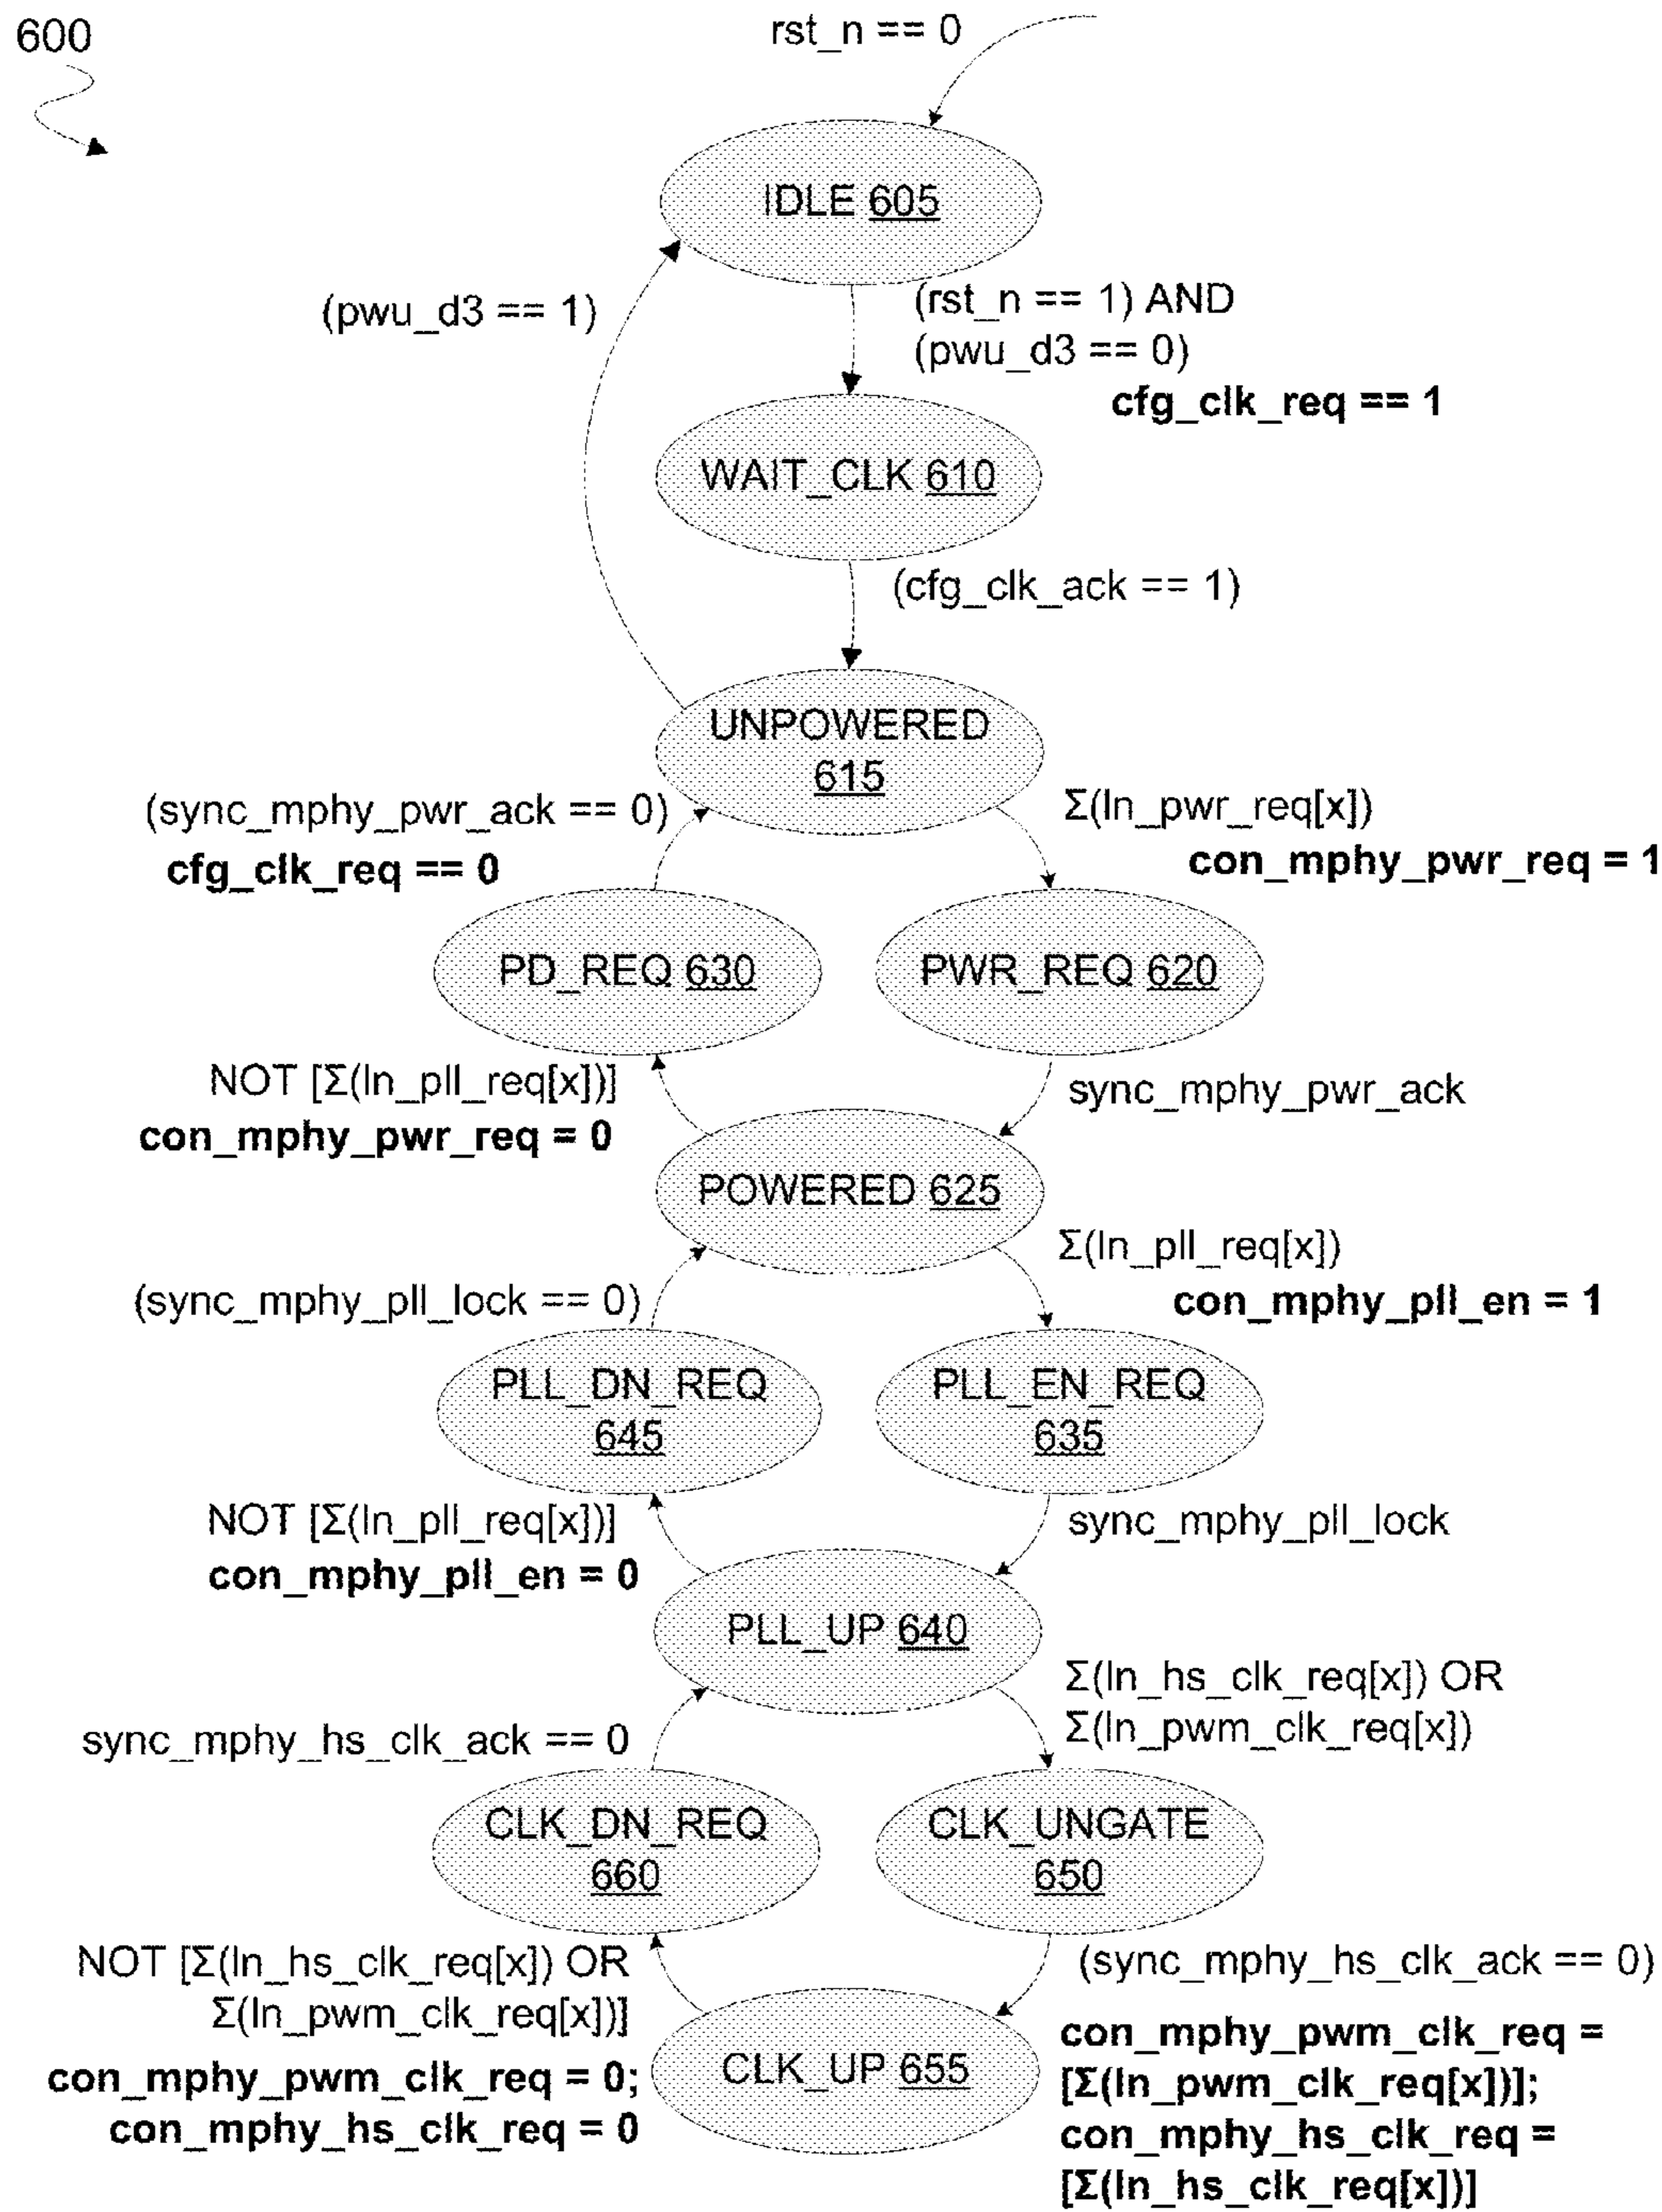 600
rst_n == 0
IDLE 605
(pwu_d3 == 1)
(rst_n == 1) AND
(pwu_d3 == 0)
cfg_clk_req == 1
WAIT_CLK 610
(cfg_clk_ack == 1)
UNPOWERED
615
(sync_mphy_pwr_ack == 0)
cfg_clk_req == 0
Σ(ln_pwr_req[x])
con_mphy_pwr_req = 1
PD_REQ 630
PWR_REQ 620
NOT [Σ(ln_pll_req[x])]
con_mphy_pwr_req = 0
sync_mphy_pwr_ack
POWERED 625
(sync_mphy_pll_lock == 0)
Σ(ln_pll_req[x])
con_mphy_pll_en = 1
PLL_DN_REQ
645
PLL_EN_REQ
635
NOT [Σ(ln_pll_req[x])]
con_mphy_pll_en = 0
sync_mphy_pll_lock
PLL_UP 640
sync_mphy_hs_clk_ack == 0
Σ(ln_hs_clk_req[x]) OR
Σ(ln_pwm_clk_req[x])
CLK_DN_REQ
660
CLK_UNGATE
650
NOT [Σ(ln_hs_clk_req[x]) OR
Σ(ln_pwm_clk_req[x])]
con_mphy_pwm_clk_req = 0;
con_mphy_hs_clk_req = 0
CLK_UP 655
(sync_mphy_hs_clk_ack == 0)
con_mphy_pwm_clk_req =
[Σ(ln_pwm_clk_req[x])];
con_mphy_hs_clk_req =
[Σ(ln_hs_clk_req[x])]